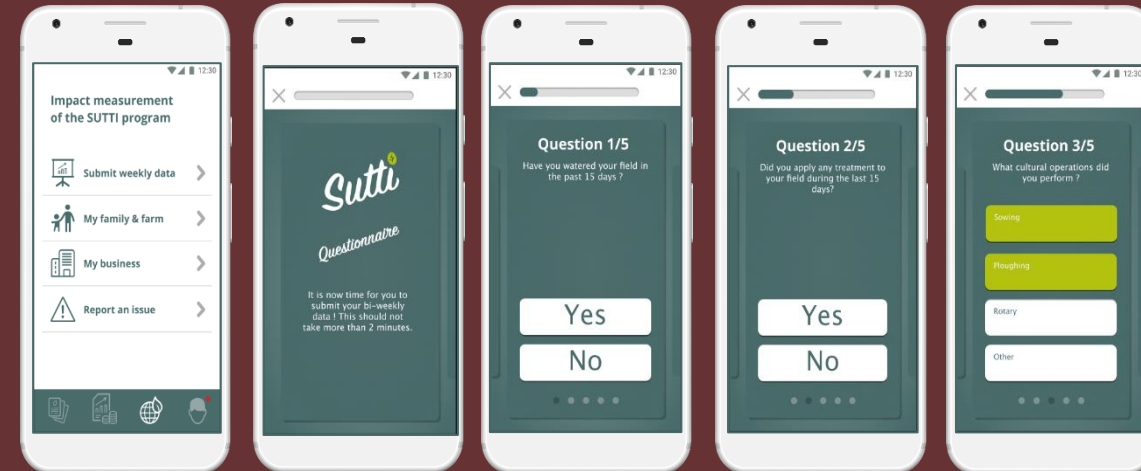 12:30
Impact measurement
of the SUTTI program
Submit weekly data
My family & farm
My business
Report an issue
12:30
Sutti
Questionnaire
It is now time for you to
submit your bi-weekly
data ! This should not
take more than 2 minutes.
12:30
Question 1/5
Have you watered your field in
the past 15 days ?
Yes
No
12:30
Question 2/5
Did you apply any treatment to
your field during the last 15
days?
Yes
No
12:30
Question 3/5
What cultural operations did
you perform ?
Sowing
Ploughing
Rotary
Other